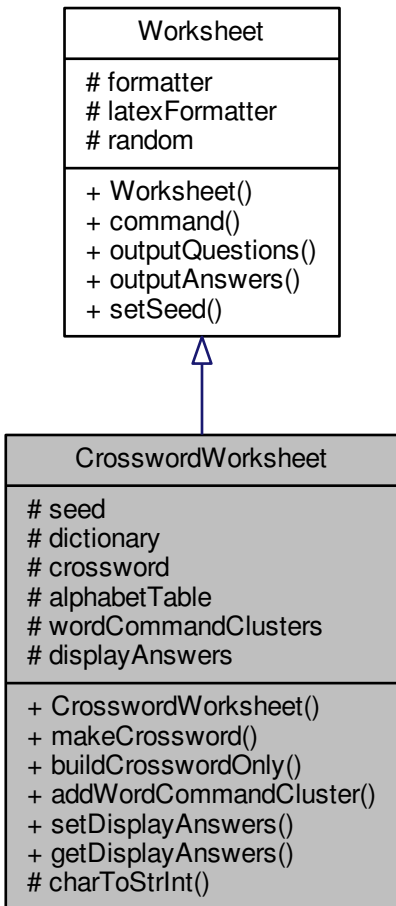 Worksheet
# formatter
# latexFormatter
# random
+ Worksheet()
+ command()
+ outputQuestions()
+ outputAnswers()
+ setSeed()
CrosswordWorksheet
# seed
# dictionary
# crossword
# alphabetTable
# wordCommandClusters
# displayAnswers
+ CrosswordWorksheet()
+ makeCrossword()
+ buildCrosswordOnly()
+ addWordCommandCluster()
+ setDisplayAnswers()
+ getDisplayAnswers()
# charToStrInt()